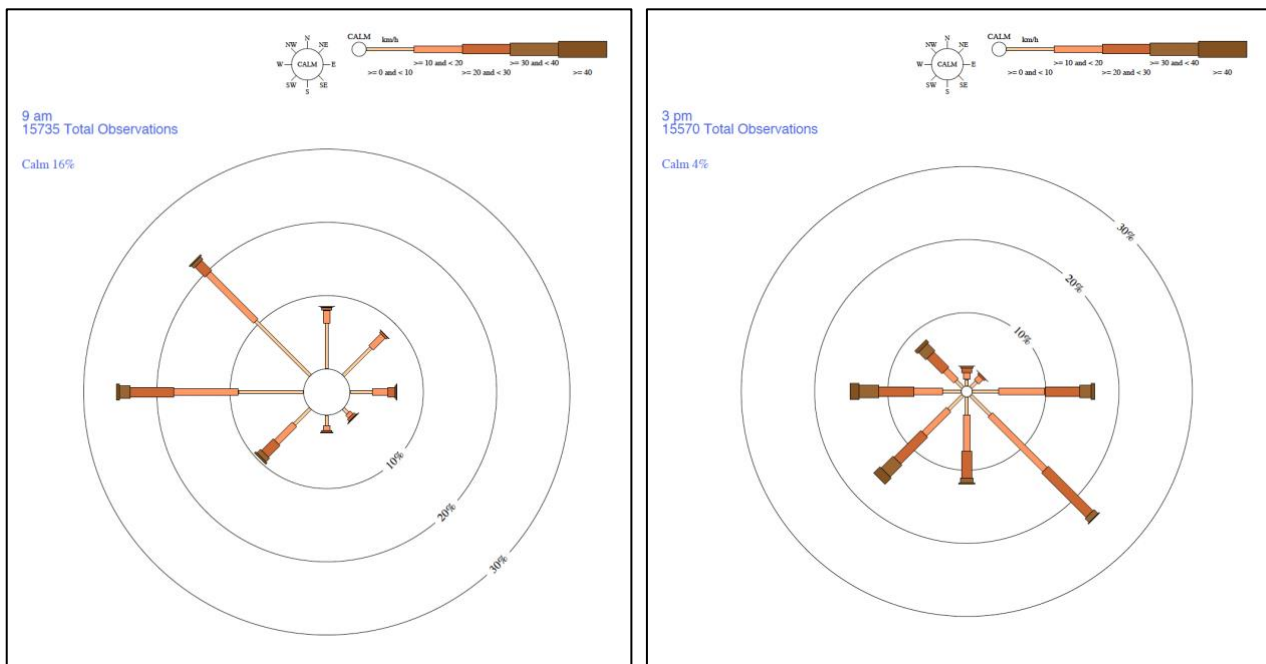 CALM
km/h
N
NW NE
W CALM E
SW SE
S
>= 10 and < 20
>= 30 and < 40
>= 0 and < 10
>= 20 and < 30
>= 40
9 am
15735 Total Observations
Calm 16%
10%
20%
30%
CALM
km/h
N
NW NE
W CALM E
SW SE
S
>= 10 and < 20
>= 30 and < 40
>= 0 and < 10
>= 20 and < 30
>= 40
3 pm
15570 Total Observations
Calm 4%
30%
20%
10%